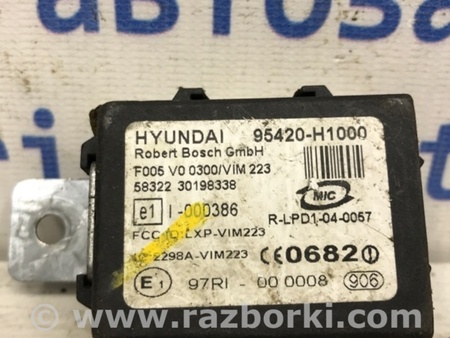 HYUNDAI 95420-H1000
Robert Bosch GmbH
F005 V0 0300/VIM 223
58322 30198338
MIC
e1 I-000386
R-LPD1-04-0057
FCC ID:LXP-VIM223
2298A-VIM223 CE0682
E1 97RI - 00 0008 906
www.razborki.com